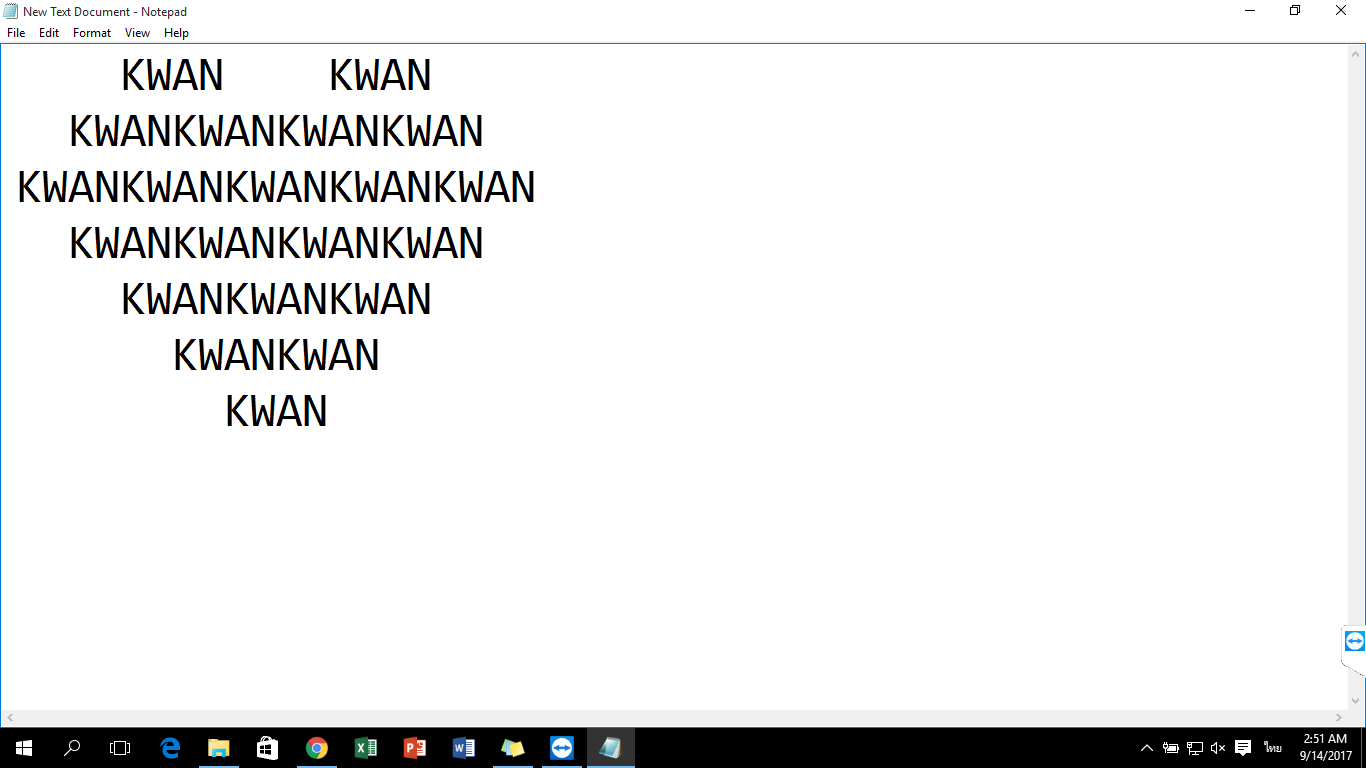 New Text Document - Notepad
File Edit Format View Help
    KWAN    KWAN
  KWANKWANKWANKWAN
KWANKWANKWANKWANKWAN
  KWANKWANKWANKWAN
    KWANKWANKWAN
      KWANKWAN
        KWAN
ไทย
2:51 AM
9/14/2017